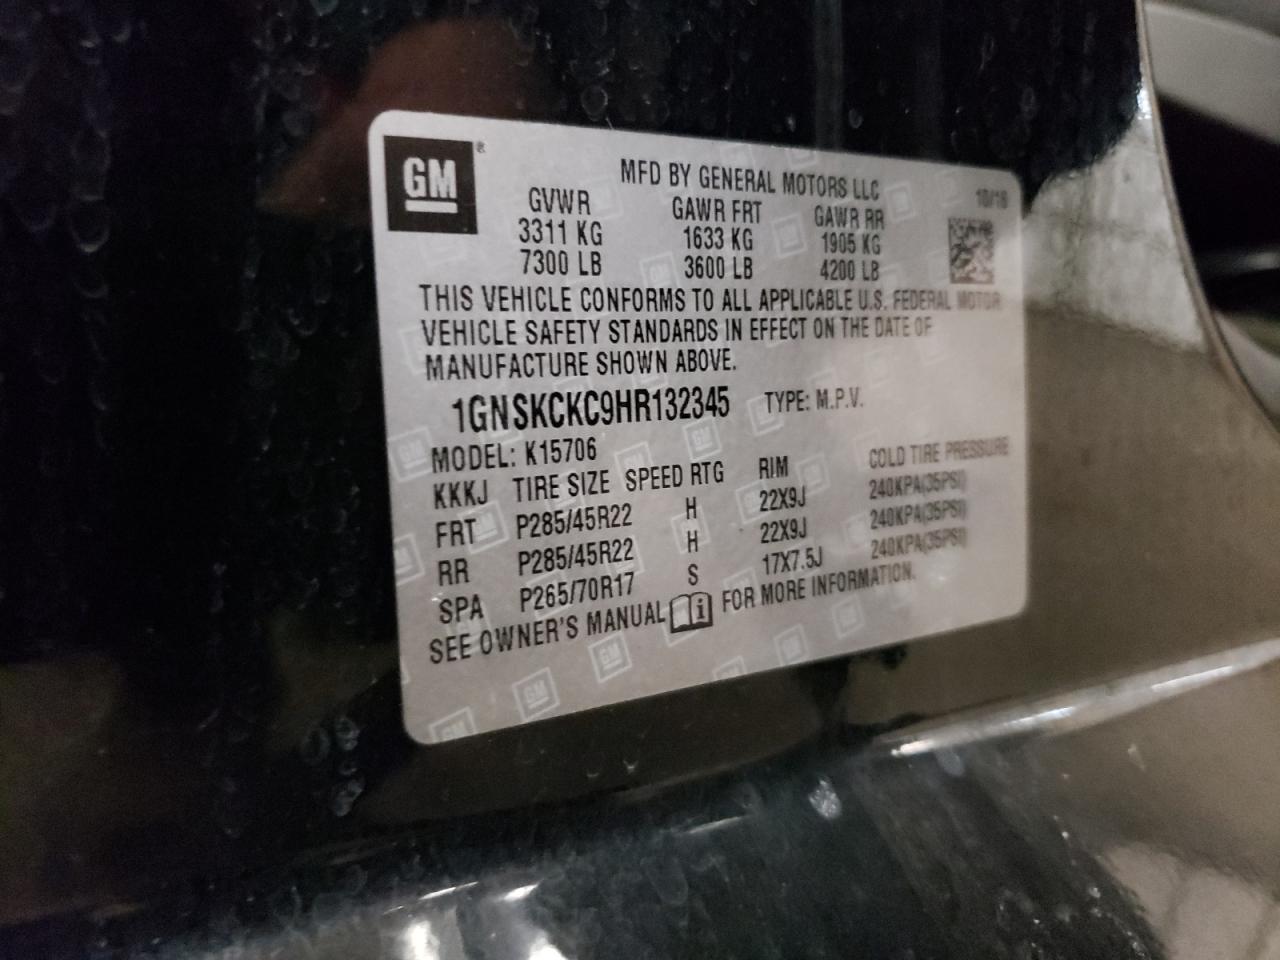 GM®
MFD BY GENERAL MOTORS LLC
10/16
GVWR GAWR FRT GAWR RR
3311 KG 1633 KG 1905 KG
7300 LB 3600 LB 4200 LB
THIS VEHICLE CONFORMS TO ALL APPLICABLE U.S. FEDERAL MOTOR
VEHICLE SAFETY STANDARDS IN EFFECT ON THE DATE OF
MANUFACTURE SHOWN ABOVE.
1GNSKCKC9HR132345 TYPE: M.P.V.
MODEL: K15706
KKKJ TIRE SIZE SPEED RTG RIM COLD TIRE PRESSURE
FRT P285/45R22 H 22X9J 240KPA(35PSI)
RR P285/45R22 H 22X9J 240KPA(35PSI)
SPA P265/70R17 S 17X7.5J 240KPA(35PSI)
SEE OWNER'S MANUAL i FOR MORE INFORMATION.